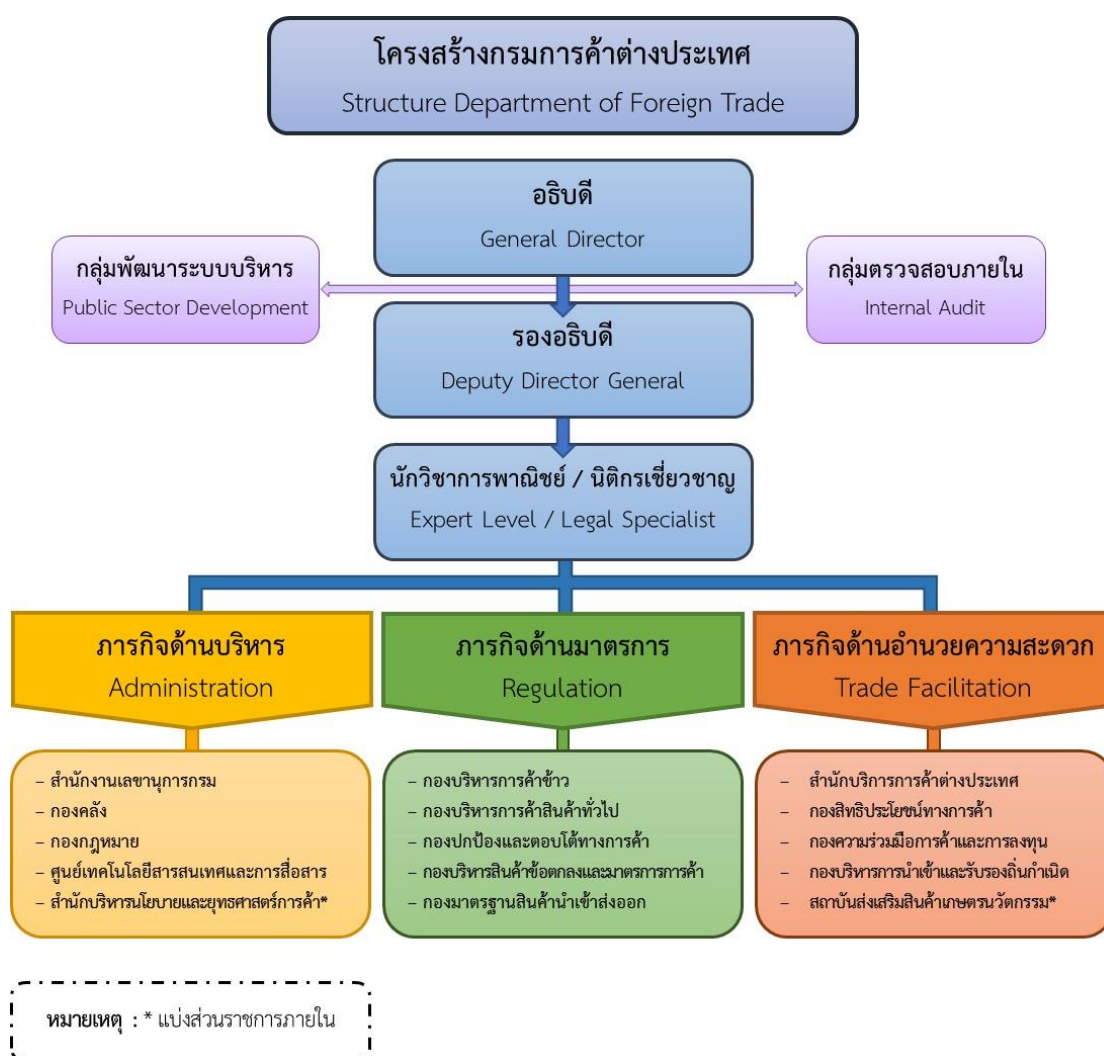 โครงสร้างกรมการค้าต่างประเทศ
Structure Department of Foreign Trade
อธิบดี
General Director
กลุ่มพัฒนาระบบบริหาร
Public Sector Development
กลุ่มตรวจสอบภายใน
Internal Audit
รองอธิบดี
Deputy Director General
นักวิชาการพาณิชย์ / นิติกรเชี่ยวชาญ
Expert Level / Legal Specialist
ภารกิจด้านบริหาร
Administration
– สำนักงานเลขานุการกรม
– กองคลัง
– กองกฎหมาย
– ศูนย์เทคโนโลยีสารสนเทศและการสื่อสาร
– สำนักบริหารนโยบายและยุทธศาสตร์การค้า*
ภารกิจด้านมาตรการ
Regulation
– กองบริหารการค้าข้าว
– กองบริหารการค้าสินค้าทั่วไป
– กองปกป้องและตอบโต้ทางการค้า
– กองบริหารสินค้าข้อตกลงและมาตรการการค้า
– กองมาตรฐานสินค้านำเข้าส่งออก
ภารกิจด้านอำนวยความสะดวก
Trade Facilitation
– สำนักบริการการค้าต่างประเทศ
– กองสิทธิประโยชน์ทางการค้า
– กองความร่วมมือการค้าและการลงทุน
– กองบริหารการนำเข้าและรับรองถิ่นกำเนิด
– สถาบันส่งเสริมสินค้าเกษตรนวัตกรรม*
หมายเหตุ : * แบ่งส่วนราชการภายใน